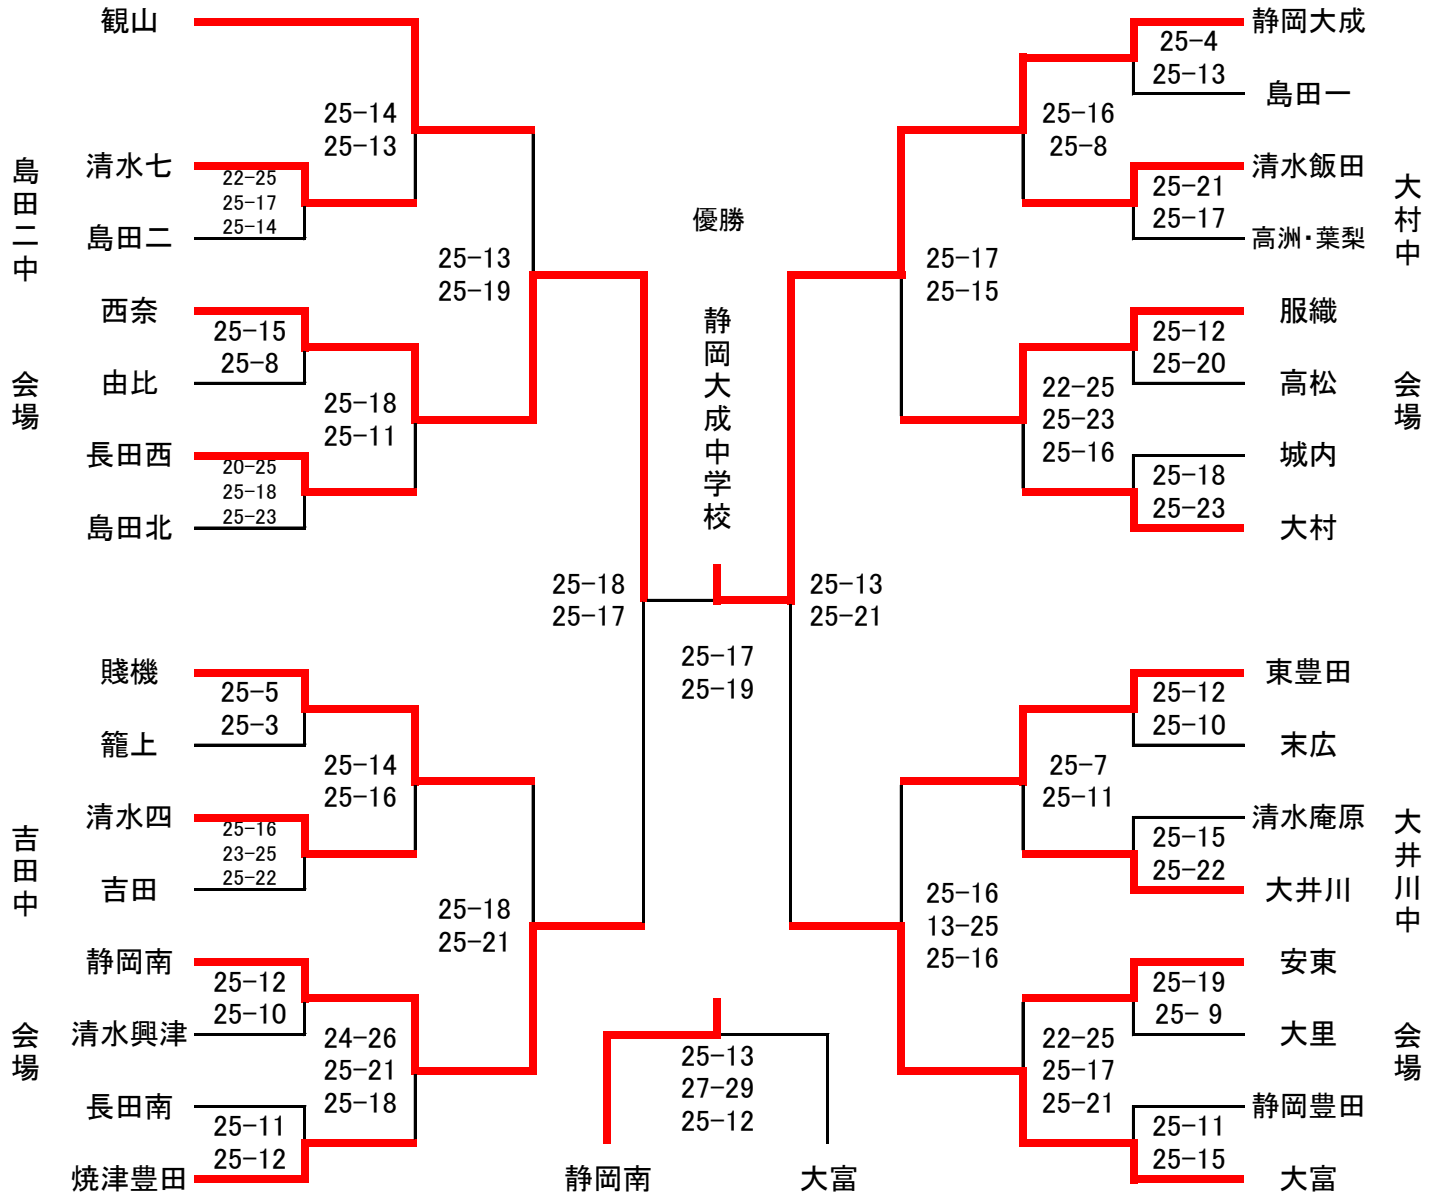 観山
25-14
25-13
清水七
22-25
25-17
25-14
島田二
25-13
25-19
西奈
25-15
25-8
由比
25-18
25-11
長田西
20-25
25-18
25-23
島田北
島田二中
会場
25-18
25-17
賤機
25-5
25-3
籠上
25-14
25-16
清水四
25-16
23-25
25-22
吉田
25-18
25-21
静岡南
25-12
25-10
清水興津
24-26
25-21
25-18
長田南
25-11
25-12
焼津豊田
吉田中
会場
優勝
静岡大成中学校
25-17
25-19
25-13
27-29
25-12
静岡南
大富
静岡大成
25-4
25-13
島田一
25-16
25-8
清水飯田
25-21
25-17
高洲・葉梨
25-17
25-15
服織
25-12
25-20
高松
22-25
25-23
25-16
城内
25-18
25-23
大村
大村中
会場
25-13
25-21
東豊田
25-12
25-10
末広
25-7
25-11
清水庵原
25-15
25-22
大井川
25-16
13-25
25-16
安東
25-19
25- 9
大里
22-25
25-17
25-21
静岡豊田
25-11
25-15
大富
大井川中
会場